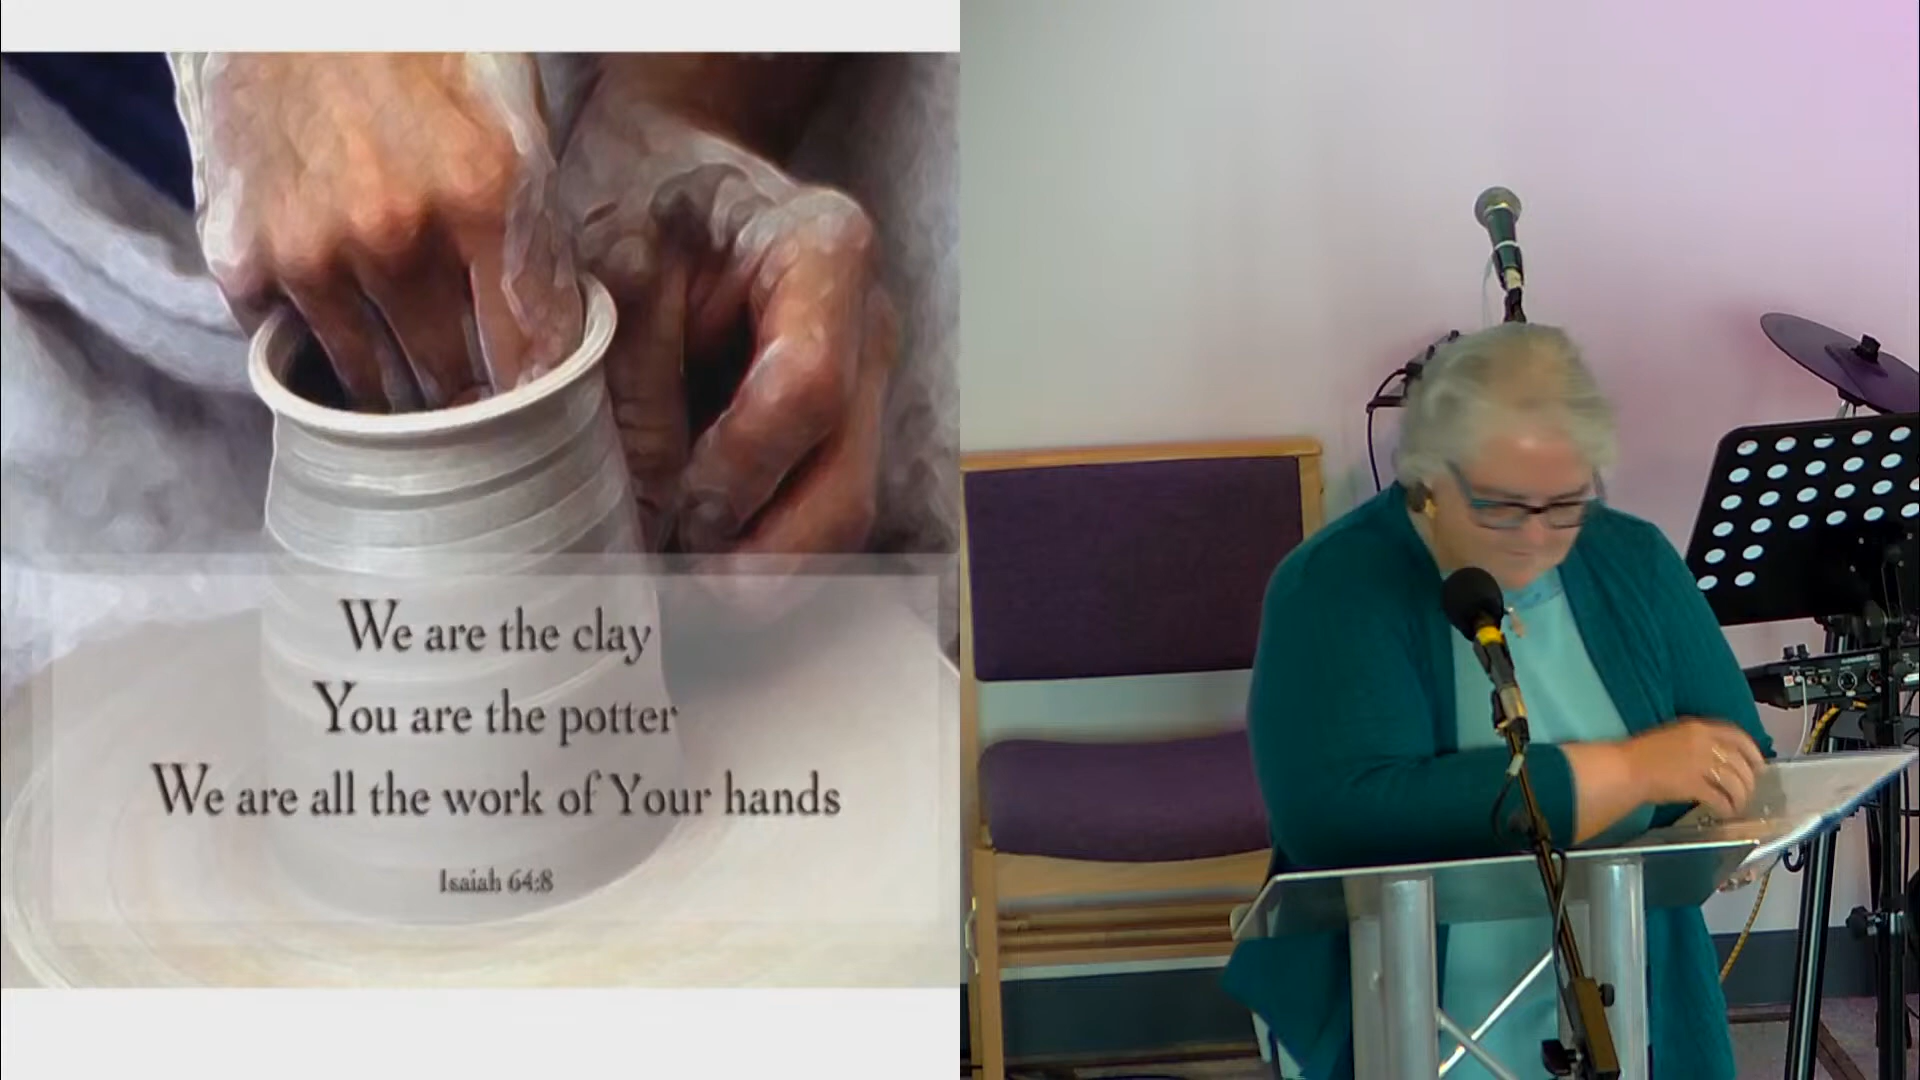 We are the clay
You are the potter
We are all the work of Your hands
Isaiah 64:8